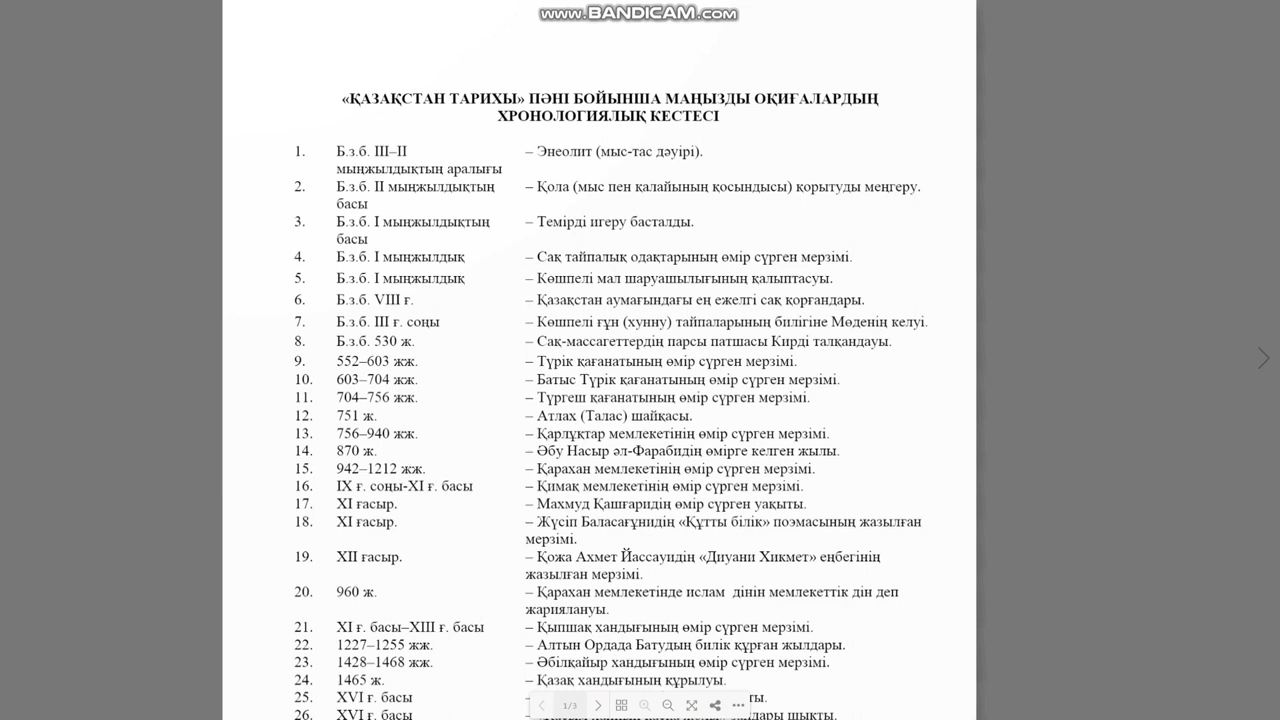 www.BANDICAM.com
«ҚАЗАҚСТАН ТАРИХЫ» ПӘНІ БОЙЫНША МАҢЫЗДЫ ОҚИҒАЛАРДЫҢ
ХРОНОЛОГИЯЛЫҚ КЕСТЕСІ
1. Б.з.б. III–II – Энеолит (мыс-тас дәуірі).
мыңжылдықтың аралығы
2. Б.з.б. II мыңжылдықтың – Қола (мыс пен қалайының қосындысы) қорытуды меңгеру.
басы
3. Б.з.б. I мыңжылдықтың – Темірді игеру басталды.
басы
4. Б.з.б. I мыңжылдық – Сақ тайпалық одақтарының өмір сүрген мерзімі.
5. Б.з.б. I мыңжылдық – Көшпелі мал шаруашылығының қалыптасуы.
6. Б.з.б. VIII ғ. – Қазақстан аумағындағы ең ежелгі сақ қорғандары.
7. Б.з.б. III ғ. соңы – Көшпелі ғұн (хунну) тайпаларының билігіне Мөденің келуі.
8. Б.з.б. 530 ж. – Сақ-массагеттердің парсы патшасы Кирді талқандауы.
9. 552–603 жж. – Түрік қағанатының өмір сүрген мерзімі.
10. 603–704 жж. – Батыс Түрік қағанатының өмір сүрген мерзімі.
11. 704–756 жж. – Түргеш қағанатының өмір сүрген мерзімі.
12. 751 ж. – Атлах (Талас) шайқасы.
13. 756–940 жж. – Қарлұқтар мемлекетінің өмір сүрген мерзімі.
14. 870 ж. – Әбу Насыр әл-Фарабидің өмірге келген жылы.
15. 942–1212 жж. – Қарахан мемлекетінің өмір сүрген мерзімі.
16. IX ғ. соңы-XI ғ. басы – Қимақ мемлекетінің өмір сүрген мерзімі.
17. XI ғасыр. – Махмуд Қашғаридің өмір сүрген уақыты.
18. XI ғасыр. – Жүсіп Баласағұнидің «Құтты білік» поэмасының жазылған
мерзімі.
19. XII ғасыр. – Қожа Ахмет Йассауидің «Диуани Хикмет» еңбегінің
жазылған мерзімі.
20. 960 ж. – Қарахан мемлекетінде ислам дінін мемлекеттік дін деп
жариялануы.
21. XI ғ. басы–XIII ғ. басы – Қыпшақ хандығының өмір сүрген мерзімі.
22. 1227–1255 жж. – Алтын Ордада Батудың билік құрған жылдары.
23. 1428–1468 жж. – Әбілқайыр хандығының өмір сүрген мерзімі.
24. 1465 ж. – Қазақ хандығының құрылуы.
25. XVI ғ. басы –
1/3
26. XVI ғ. басы шықты.